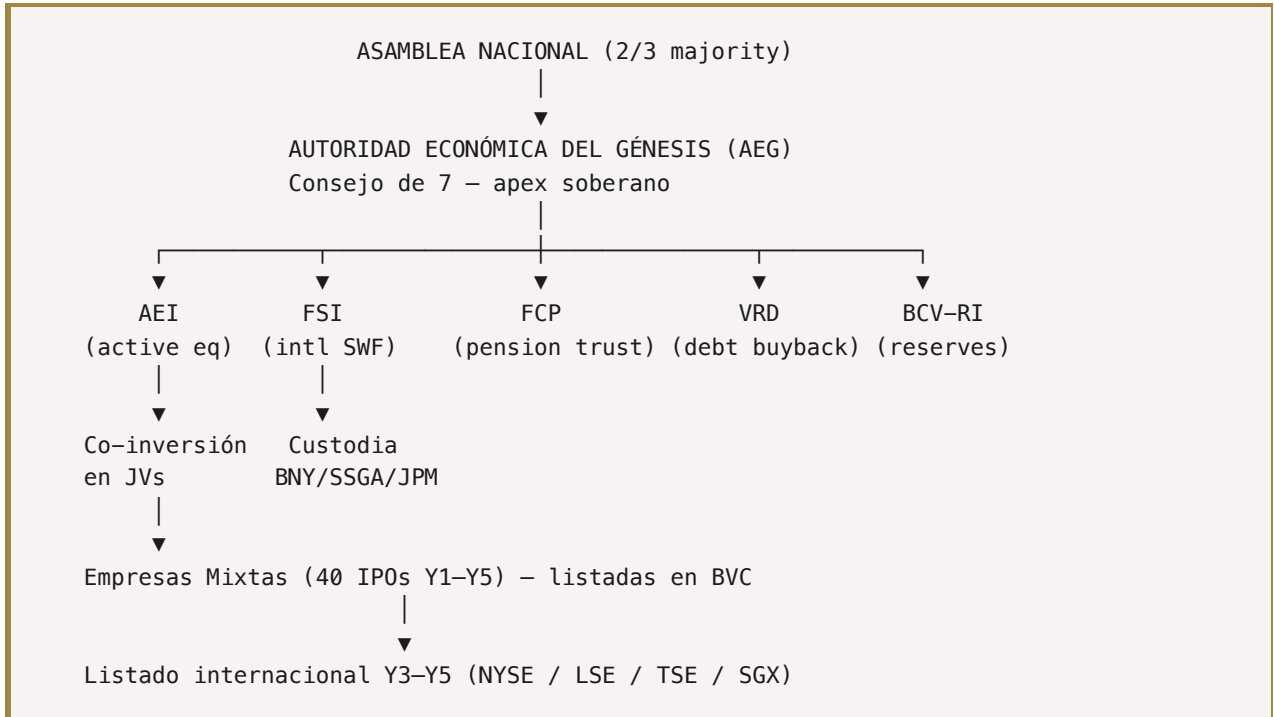 ASAMBLEA NACIONAL (2/3 majority)
AUTORIDAD ECONÓMICA DEL GÉNESIS (AEG)
Consejo de 7 — apex soberano
AEI FSI FCP VRD BCV-RI
(active eq) (intl SWF) (pension trust) (debt buyback) (reserves)
Co-inversión Custodia
en JVs BNY/SSGA/JPM
Empresas Mixtas (40 IPOs Y1–Y5) — listadas en BVC
Listado internacional Y3–Y5 (NYSE / LSE / TSE / SGX)